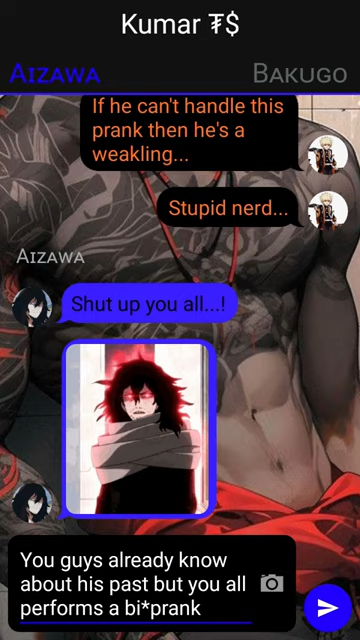 Kumar ₮$
Aizawa Bakugo
If he can't handle this
prank then he's a
weakling...
Stupid nerd...
Aizawa
Shut up you all...!
You guys already know
about his past but you all
performs a bi*prank